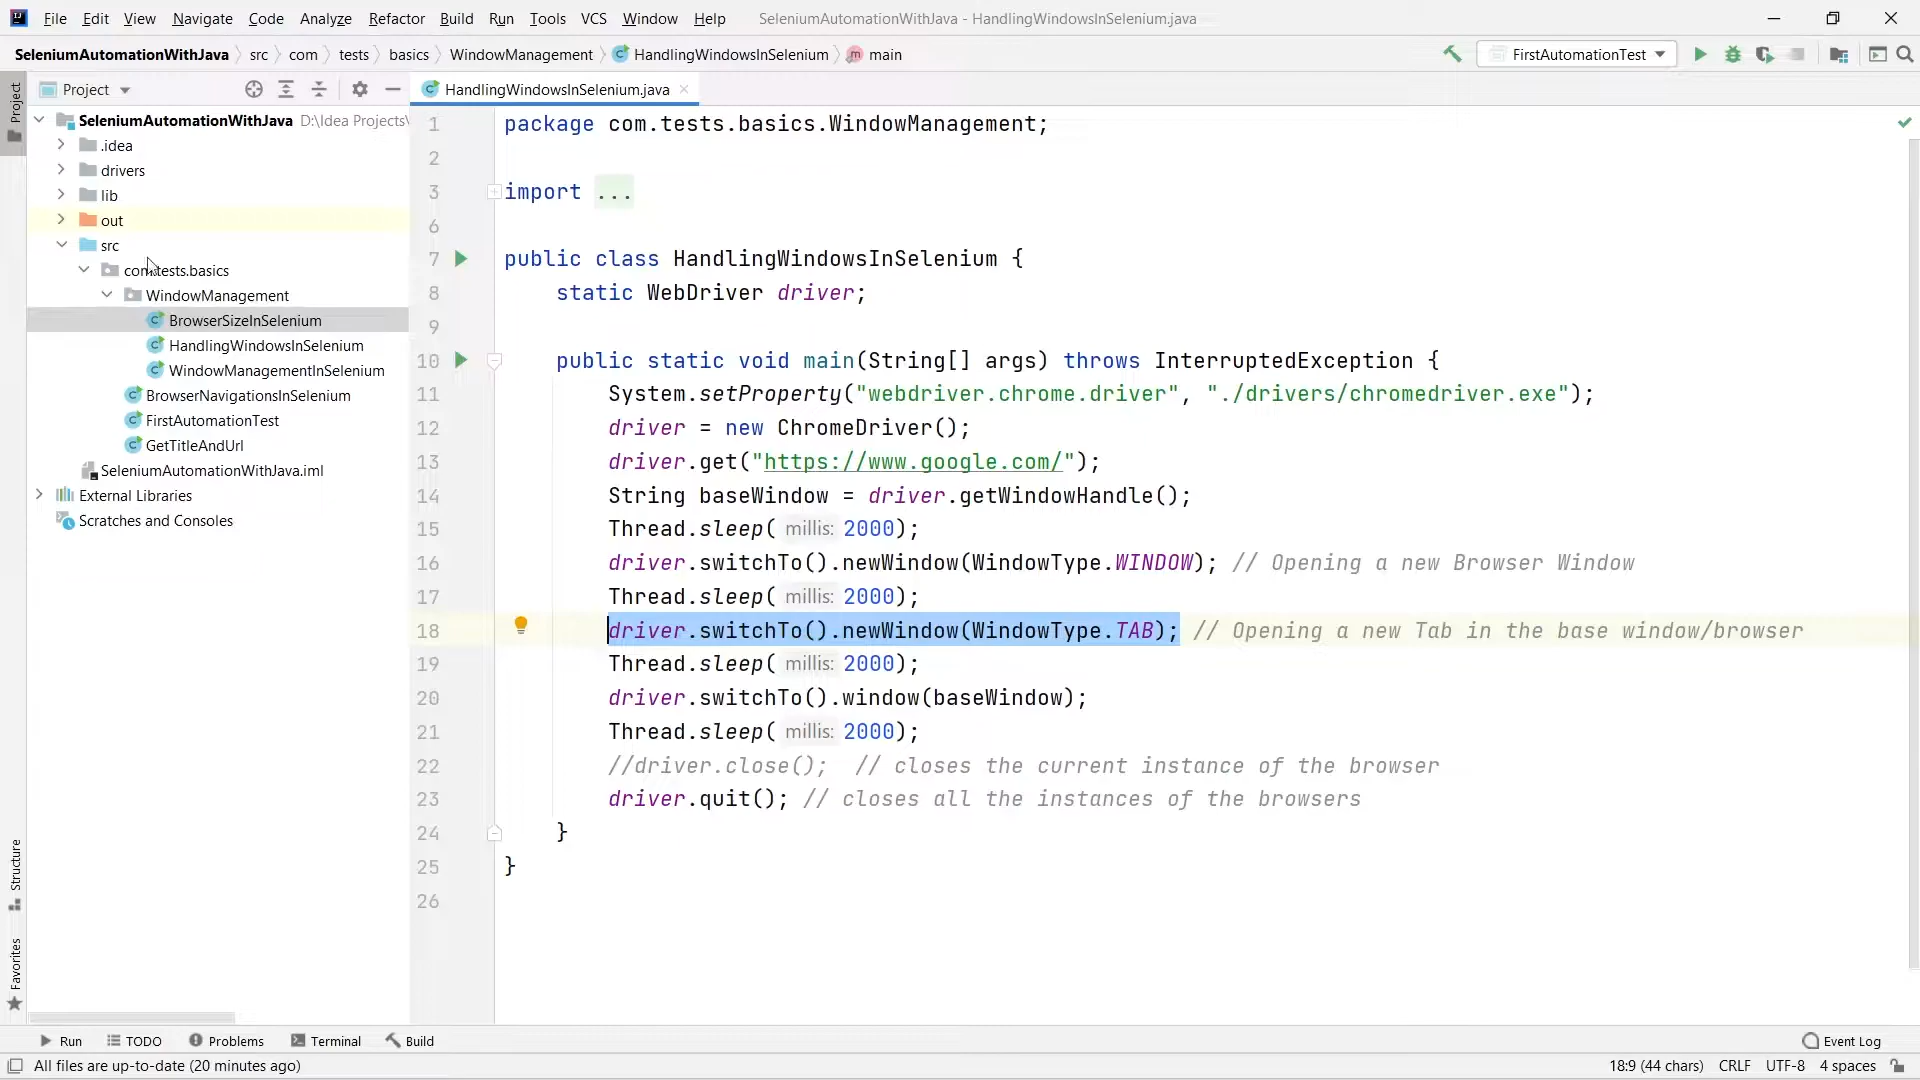 File Edit View Navigate Code Analyze Refactor Build Run Tools VCS Window Help SeleniumAutomationWithJava - HandlingWindowsInSelenium.java
SeleniumAutomationWithJava src com tests basics WindowManagement HandlingWindowsInSelenium main FirstAutomationTest
Project
Project
HandlingWindowsInSelenium.java
SeleniumAutomationWithJava D:\Idea Projects\
.idea
drivers
lib
out
src
com.tests.basics
WindowManagement
BrowserSizeInSelenium
HandlingWindowsInSelenium
WindowManagementInSelenium
BrowserNavigationsInSelenium
FirstAutomationTest
GetTitleAndUrl
SeleniumAutomationWithJava.iml
External Libraries
Scratches and Consoles
Structure
Favorites
1 package com.tests.basics.WindowManagement;
2
3 import ...
6
7 public class HandlingWindowsInSelenium {
8 static WebDriver driver;
9
10 public static void main(String[] args) throws InterruptedException {
11 System.setProperty("webdriver.chrome.driver", "./drivers/chromedriver.exe");
12 driver = new ChromeDriver();
13 driver.get("https://www.google.com/");
14 String baseWindow = driver.getWindowHandle();
15 Thread.sleep( millis: 2000);
16 driver.switchTo().newWindow(WindowType.WINDOW); // Opening a new Browser Window
17 Thread.sleep( millis: 2000);
18 driver.switchTo().newWindow(WindowType.TAB); // Opening a new Tab in the base window/browser
19 Thread.sleep( millis: 2000);
20 driver.switchTo().window(baseWindow);
21 Thread.sleep( millis: 2000);
22 //driver.close(); // closes the current instance of the browser
23 driver.quit(); // closes all the instances of the browsers
24 }
25 }
26
Run TODO Problems Terminal Build Event Log
All files are up-to-date (20 minutes ago) 18:9 (44 chars) CRLF UTF-8 4 spaces